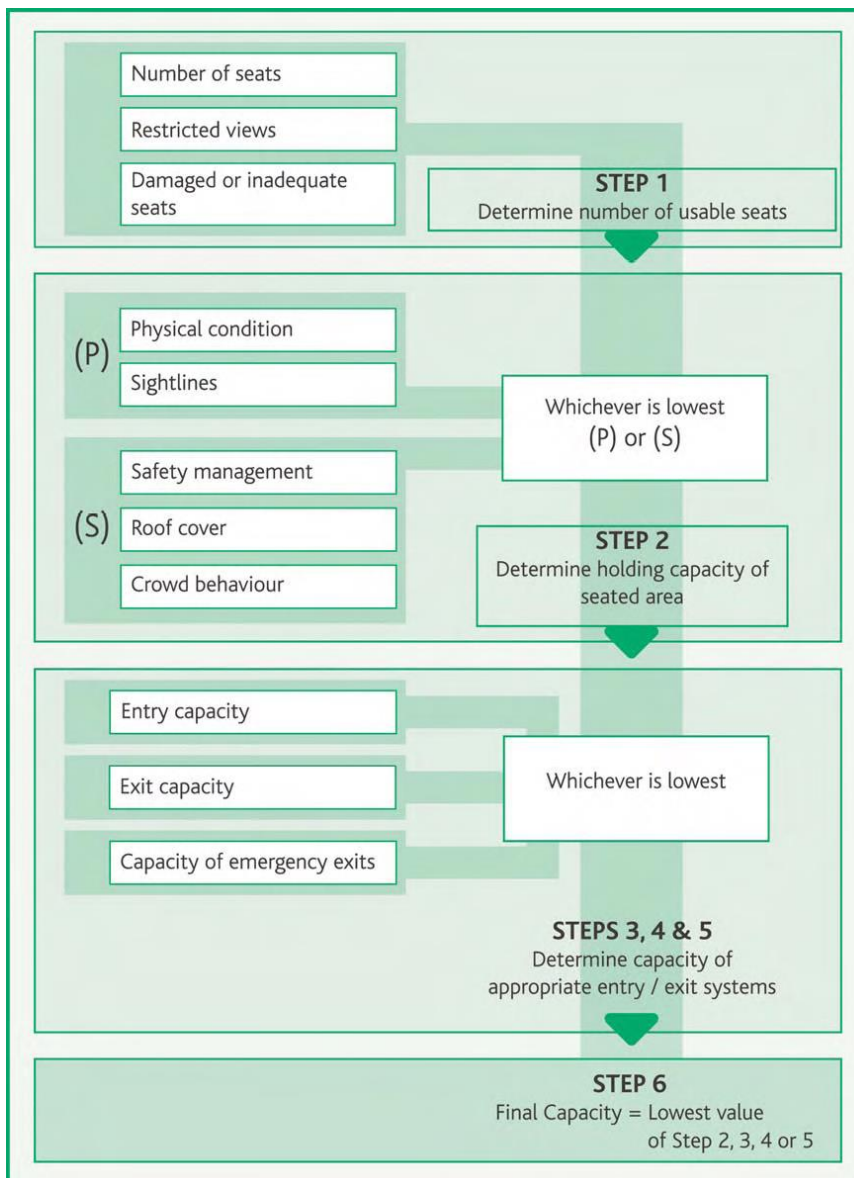 Number of seats
Restricted views
Damaged or inadequate
seats
STEP 1
Determine number of usable seats
(P)
Physical condition
Sightlines
Whichever is lowest
(P) or (S)
(S)
Safety management
Roof cover
Crowd behaviour
STEP 2
Determine holding capacity of
seated area
Entry capacity
Exit capacity
Capacity of emergency exits
Whichever is lowest
STEPS 3, 4 & 5
Determine capacity of
appropriate entry / exit systems
STEP 6
Final Capacity = Lowest value
of Step 2, 3, 4 or 5